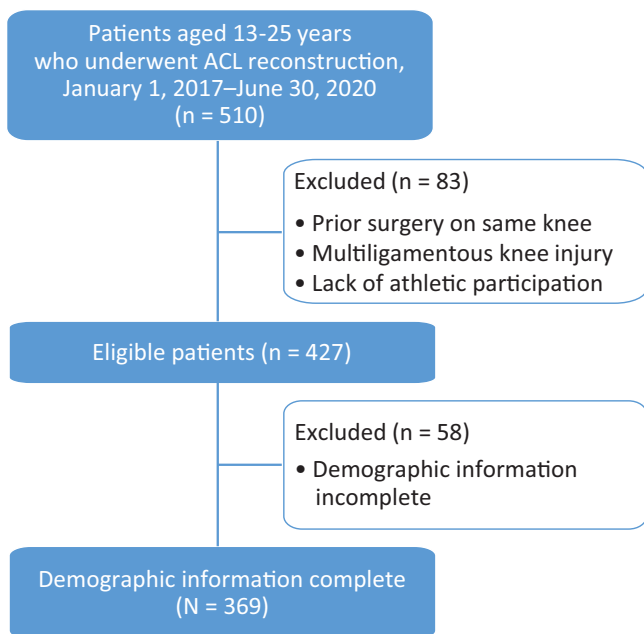 Patients aged 13-25 years
who underwent ACL reconstruction,
January 1, 2017–June 30, 2020
(n = 510)
Excluded (n = 83)
• Prior surgery on same knee
• Multiligamentous knee injury
• Lack of athletic participation
Eligible patients (n = 427)
Excluded (n = 58)
• Demographic information
incomplete
Demographic information complete
(N = 369)